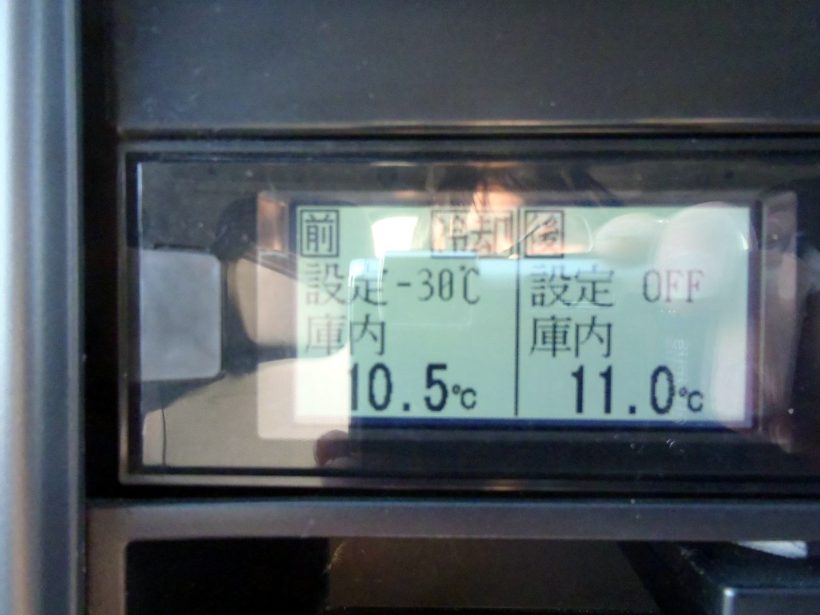 前 冷却 後
設定-30℃ 設定 OFF
庫内 庫内
10.5℃ 11.0℃